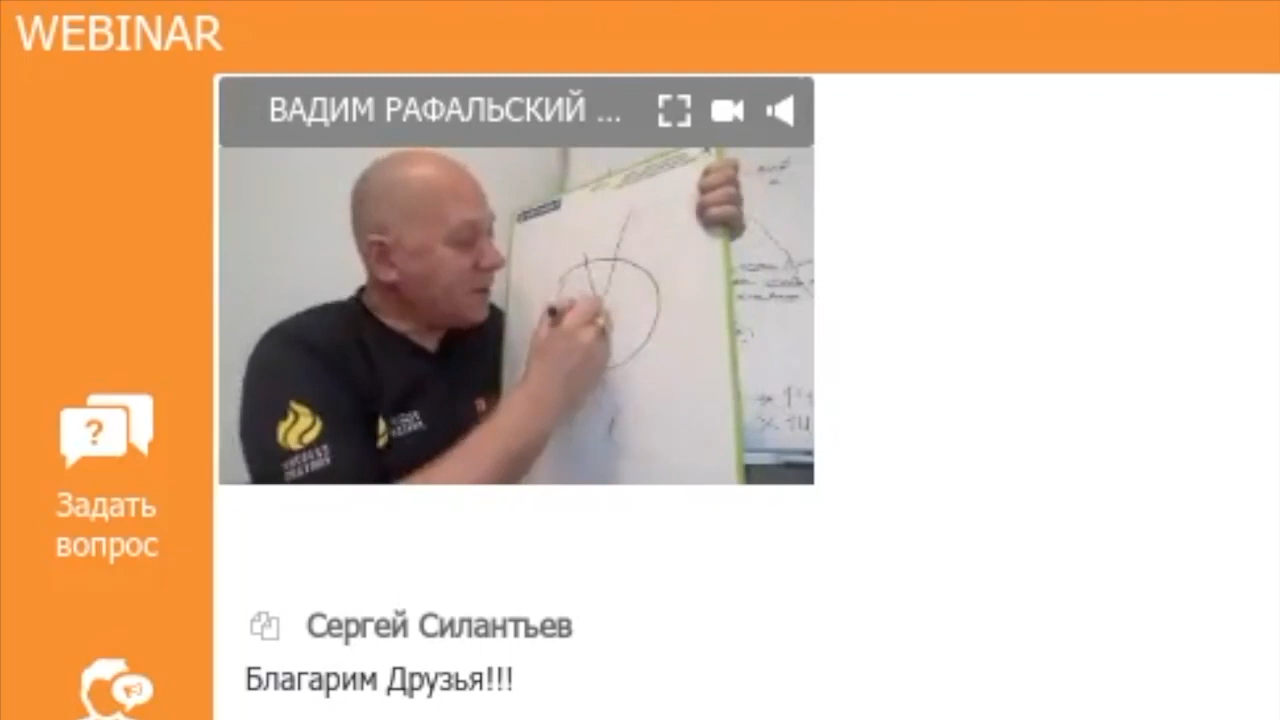 WEBINAR
ВАДИМ РАФАЛЬСКИЙ ...
?
Задать
вопрос
Сергей Силантьев
Благарим Друзья!!!